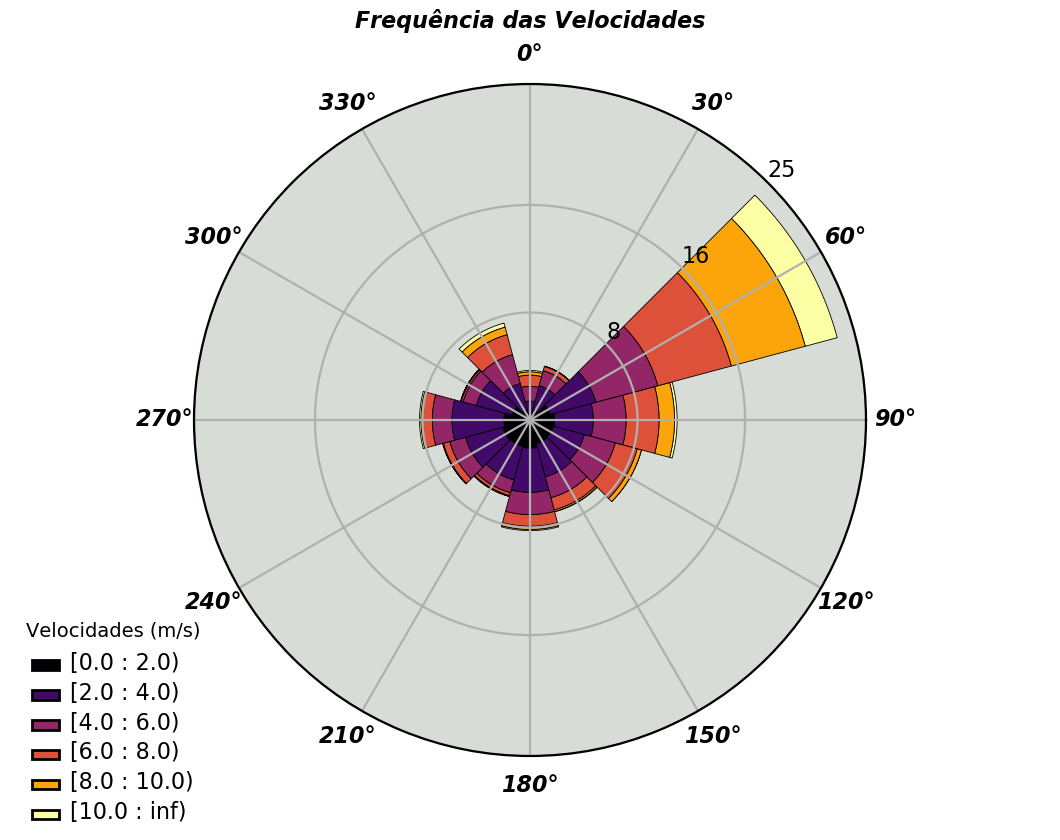 Frequência das Velocidades
0°
330°
30°
25
300°
60°
16
8
270°
90°
240°
120°
Velocidades (m/s)
[0.0 : 2.0)
[2.0 : 4.0)
[4.0 : 6.0)
210°
150°
[6.0 : 8.0)
180°
[8.0 : 10.0)
[10.0 : inf)